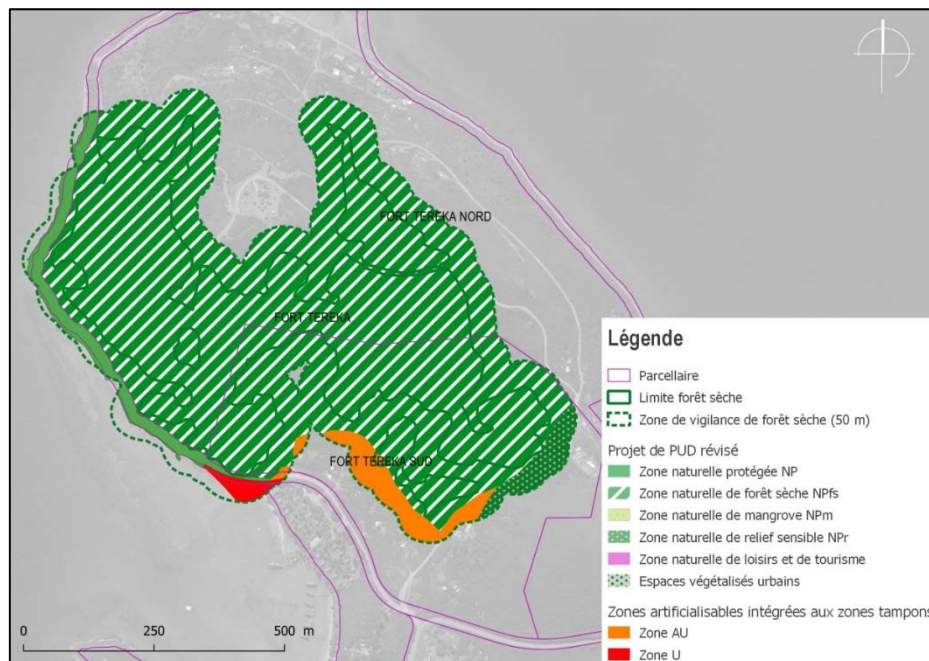 FORT TEREKA NORD
FORT TEREKA
FORT TEREKA SUD
0 250 500 m
Légende
Parcellaire
Limite forêt sèche
Zone de vigilance de forêt sèche (50 m)
Projet de PUD révisé
Zone naturelle protégée NP
Zone naturelle de forêt sèche NPfs
Zone naturelle de mangrove NPm
Zone naturelle de relief sensible NPr
Zone naturelle de loisirs et de tourisme
Espaces végétalisés urbains
Zones artificialisables intégrées aux zones tampons
Zone AU
Zone U